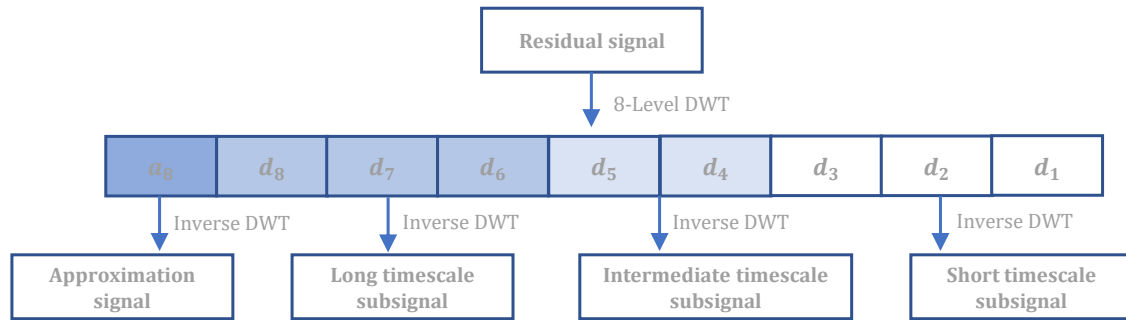 Residual signal
8-Level DWT
a₈ d₈ d₇ d₆ d₅ d₄ d₃ d₂ d₁
Inverse DWT Inverse DWT Inverse DWT Inverse DWT
Approximation signal
Long timescale subsignal
Intermediate timescale subsignal
Short timescale subsignal